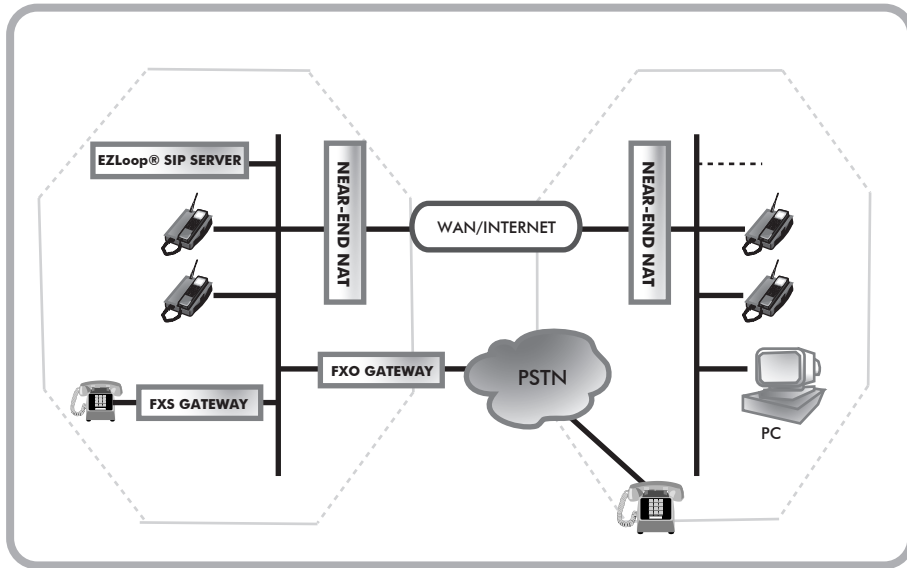 EZLoop® SIP SERVER
NEAR-END NAT
WAN/INTERNET
NEAR-END NAT
FXO GATEWAY
PSTN
FXS GATEWAY
PC